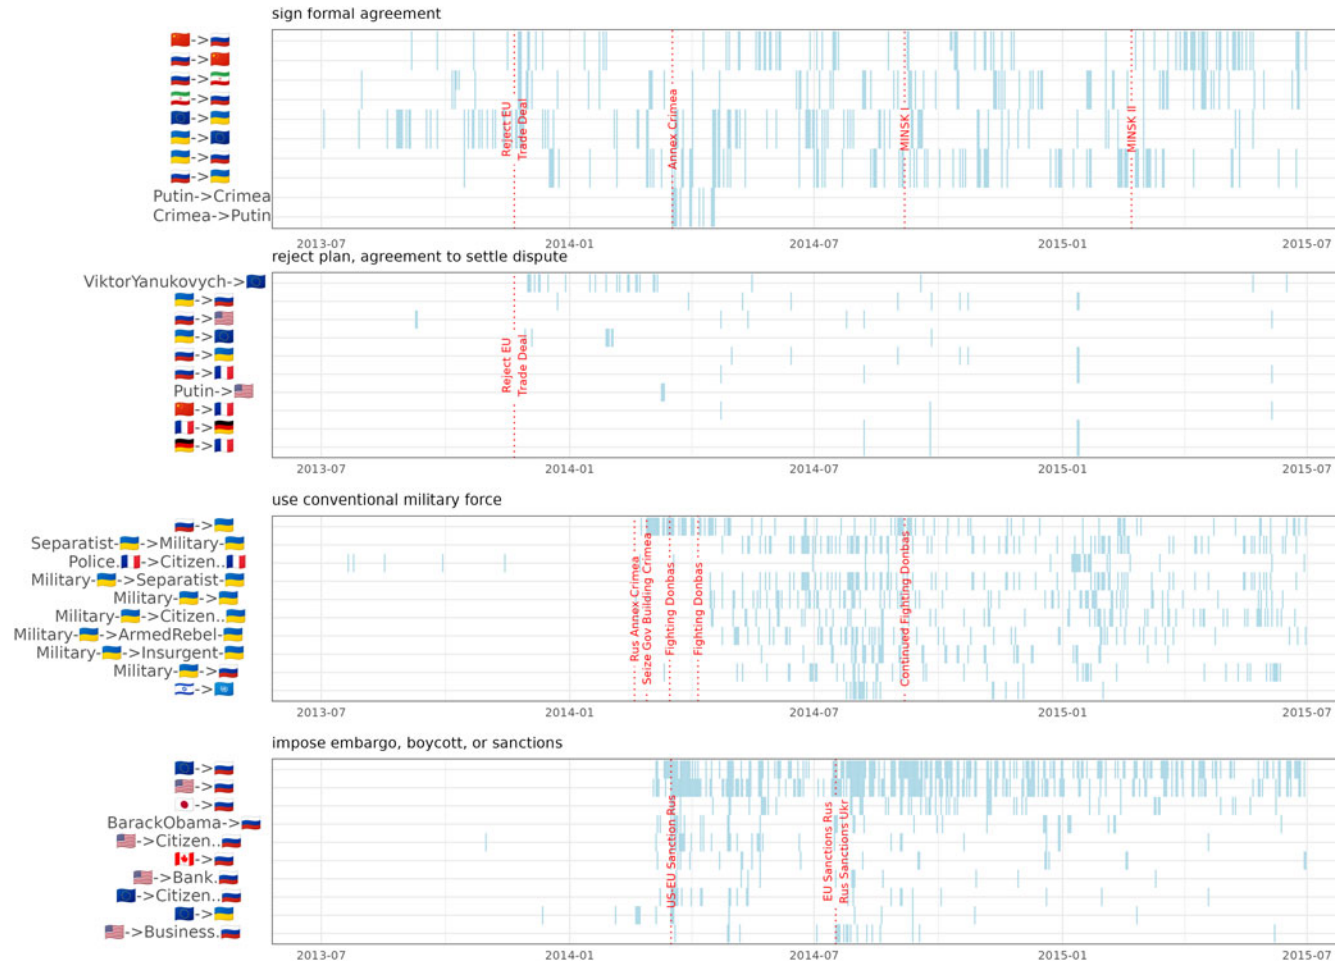 sign formal agreement
🇨🇳->🇷🇺
🇷🇺->🇨🇳
🇷🇺->🇮🇷
🇮🇷->🇷🇺
🇪🇺->🇺🇦
🇺🇦->🇪🇺
🇺🇦->🇷🇺
🇷🇺->🇺🇦
Putin->Crimea
Crimea->Putin
Reject EU
Trade Deal
Annex Crimea
MINSK I
MINSK II
2013-07
2014-01
2014-07
2015-01
2015-07
reject plan, agreement to settle dispute
ViktorYanukovych->🇪🇺
🇺🇦->🇷🇺
🇷🇺->🇺🇸
🇺🇦->🇪🇺
🇷🇺->🇺🇦
🇷🇺->🇫🇷
Putin->🇺🇸
🇨🇳->🇫🇷
🇫🇷->🇩🇪
🇩🇪->🇫🇷
Reject EU
Trade Deal
2013-07
2014-01
2014-07
2015-01
2015-07
use conventional military force
🇷🇺->🇺🇦
Separatist-🇺🇦->Military-🇺🇦
Police.🇫🇷->Citizen..🇫🇷
Military-🇺🇦->Separatist-🇺🇦
Military-🇺🇦->🇺🇦
Military-🇺🇦->Citizen..🇺🇦
Military-🇺🇦->ArmedRebel-🇺🇦
Military-🇺🇦->Insurgent-🇺🇦
Military-🇺🇦->🇷🇺
🇮🇱->🇺🇳
Rus Annex Crimea
Seize Gov Building Crimea
Fighting Donbas
Fighting Donbas
Continued Fighting Donbas
2013-07
2014-01
2014-07
2015-01
2015-07
impose embargo, boycott, or sanctions
🇪🇺->🇷🇺
🇺🇸->🇷🇺
🇯🇵->🇷🇺
BarackObama->🇷🇺
🇺🇸->Citizen..🇷🇺
🇨🇦->🇷🇺
🇺🇸->Bank.🇷🇺
🇪🇺->Citizen..🇷🇺
🇪🇺->🇺🇦
🇺🇸->Business.🇷🇺
US-EU Sanction Rus
EU Sanctions Rus
Rus Sanctions Ukr
2013-07
2014-01
2014-07
2015-01
2015-07